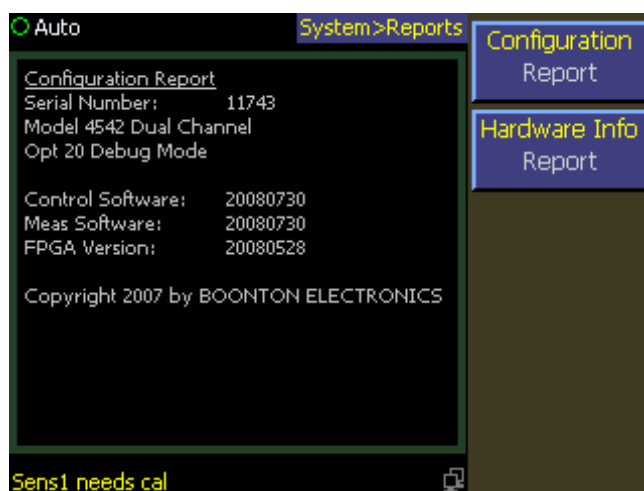 Auto
System>Reports
Configuration Report
Serial Number: 11743
Model 4542 Dual Channel
Opt 20 Debug Mode
Control Software: 20080730
Meas Software: 20080730
FPGA Version: 20080528
Copyright 2007 by BOONTON ELECTRONICS
Sens1 needs cal
Configuration
Report
Hardware Info
Report